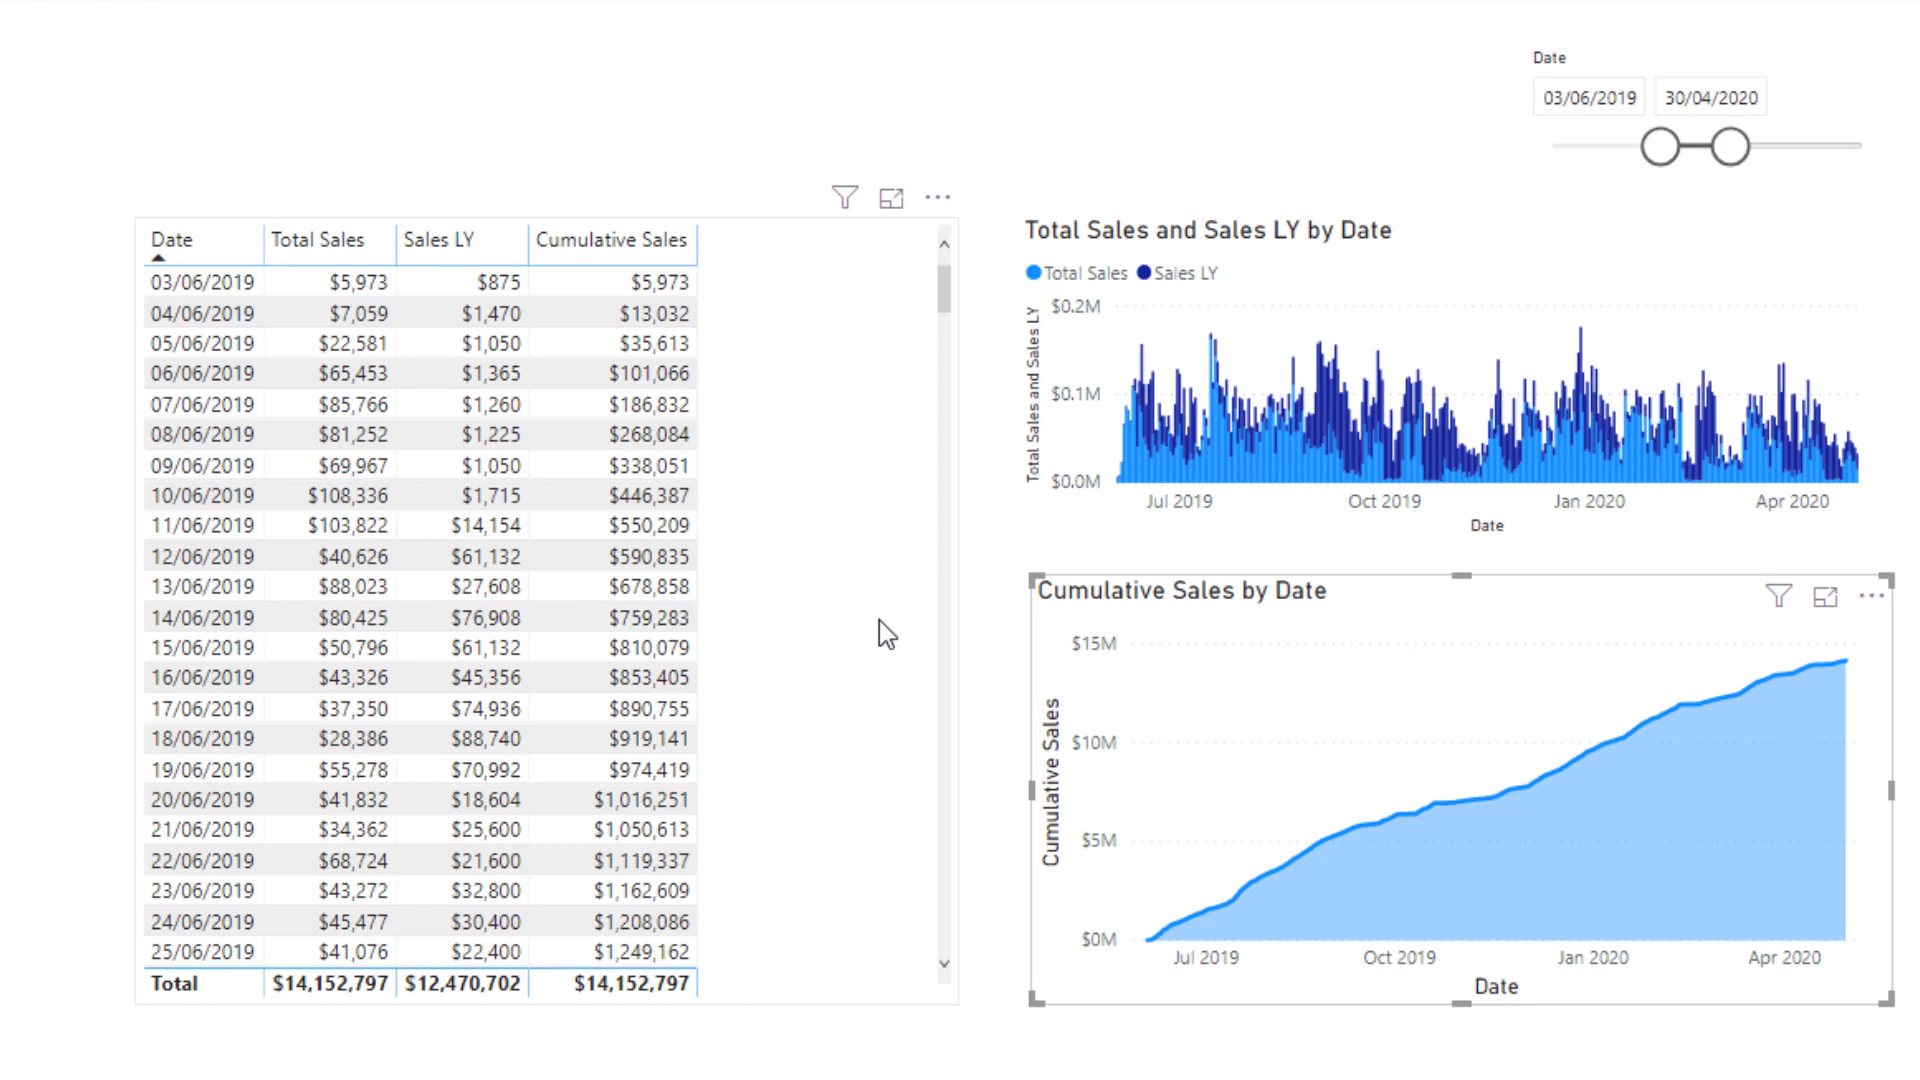 Date
03/06/2019 30/04/2020
Date Total Sales Sales LY Cumulative Sales
03/06/2019 $5,973 $875 $5,973
04/06/2019 $7,059 $1,470 $13,032
05/06/2019 $22,581 $1,050 $35,613
06/06/2019 $65,453 $1,365 $101,066
07/06/2019 $85,766 $1,260 $186,832
08/06/2019 $81,252 $1,225 $268,084
09/06/2019 $69,967 $1,050 $338,051
10/06/2019 $108,336 $1,715 $446,387
11/06/2019 $103,822 $14,154 $550,209
12/06/2019 $40,626 $61,132 $590,835
13/06/2019 $88,023 $27,608 $678,858
14/06/2019 $80,425 $76,908 $759,283
15/06/2019 $50,796 $61,132 $810,079
16/06/2019 $43,326 $45,356 $853,405
17/06/2019 $37,350 $74,936 $890,755
18/06/2019 $28,386 $88,740 $919,141
19/06/2019 $55,278 $70,992 $974,419
20/06/2019 $41,832 $18,604 $1,016,251
21/06/2019 $34,362 $25,600 $1,050,613
22/06/2019 $68,724 $21,600 $1,119,337
23/06/2019 $43,272 $32,800 $1,162,609
24/06/2019 $45,477 $30,400 $1,208,086
25/06/2019 $41,076 $22,400 $1,249,162
Total $14,152,797 $12,470,702 $14,152,797
Total Sales and Sales LY by Date
Total Sales Sales LY
Total Sales and Sales LY
$0.2M
$0.1M
$0.0M
Jul 2019 Oct 2019 Jan 2020 Apr 2020
Date
Cumulative Sales by Date
Cumulative Sales
$15M
$10M
$5M
$0M
Jul 2019 Oct 2019 Jan 2020 Apr 2020
Date